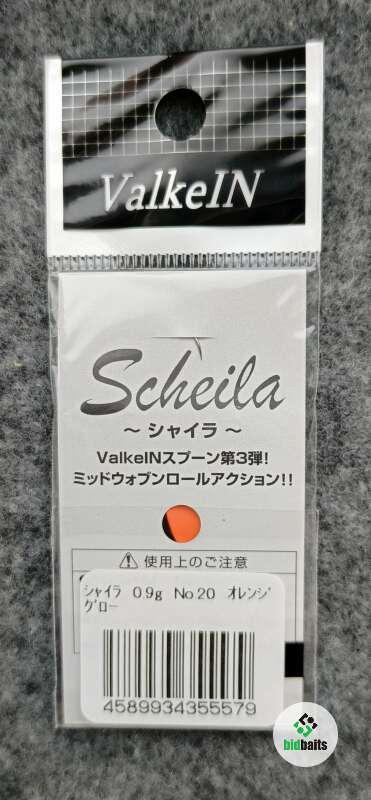 ValkeIN
Scheila
～シャイラ～
ValkeINスプーン第3弾!
ミッドウォブンロールアクション!!
⚠使用上のご注意
シャイラ 0.9g No20 オレンジ
グロー
4589934355579
bidbaits